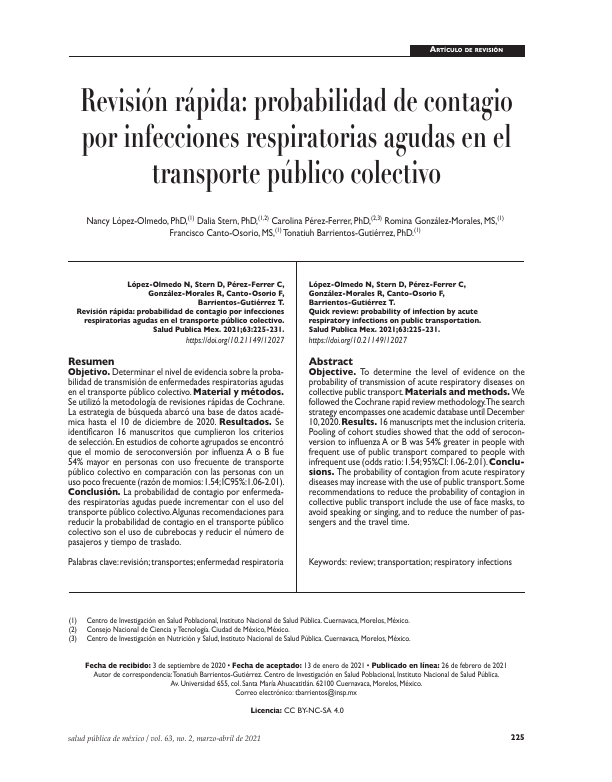 Artículo de revisión
Revisión rápida: probabilidad de contagio
por infecciones respiratorias agudas en el
transporte público colectivo
Nancy López-Olmedo, PhD,(1) Dalia Stern, PhD,(1,2) Carolina Pérez-Ferrer, PhD,(2,3) Romina González-Morales, MS,(1)
Francisco Canto-Osorio, MS,(1) Tonatiuh Barrientos-Gutiérrez, PhD.(1)
López-Olmedo N, Stern D, Pérez-Ferrer C,
González-Morales R, Canto-Osorio F,
Barrientos-Gutiérrez T.
Revisión rápida: probabilidad de contagio por infecciones
respiratorias agudas en el transporte público colectivo.
Salud Publica Mex. 2021;63:225-231.
https://doi.org/10.21149/12027
Resumen
Objetivo. Determinar el nivel de evidencia sobre la proba-
bilidad de transmisión de enfermedades respiratorias agudas
en el transporte público colectivo. Material y métodos.
Se utilizó la metodología de revisiones rápidas de Cochrane.
La estrategia de búsqueda abarcó una base de datos acadé-
mica hasta el 10 de diciembre de 2020. Resultados. Se
identificaron 16 manuscritos que cumplieron los criterios
de selección. En estudios de cohorte agrupados se encontró
que el momio de seroconversión por influenza A o B fue
54% mayor en personas con uso frecuente de transporte
público colectivo en comparación con las personas con un
uso poco frecuente (razón de momios: 1.54; IC95%:1.06-2.01).
Conclusión. La probabilidad de contagio por enfermeda-
des respiratorias agudas puede incrementar con el uso del
transporte público colectivo. Algunas recomendaciones para
reducir la probabilidad de contagio en el transporte público
colectivo son el uso de cubrebocas y reducir el número de
pasajeros y tiempo de traslado.
Palabras clave: revisión; transportes; enfermedad respiratoria
López-Olmedo N, Stern D, Pérez-Ferrer C,
González-Morales R, Canto-Osorio F,
Barrientos-Gutiérrez T.
Quick review: probability of infection by acute
respiratory infections on public transportation.
Salud Publica Mex. 2021;63:225-231.
https://doi.org/10.21149/12027
Abstract
Objective. To determine the level of evidence on the
probability of transmission of acute respiratory diseases on
collective public transport. Materials and methods. We
followed the Cochrane rapid review methodology. The search
strategy encompasses one academic database until December
10, 2020. Results. 16 manuscripts met the inclusion criteria.
Pooling of cohort studies showed that the odd of serocon-
version to influenza A or B was 54% greater in people with
frequent use of public transport compared to people with
infrequent use (odds ratio: 1.54; 95%CI: 1.06-2.01). Conclu-
sions. The probability of contagion from acute respiratory
diseases may increase with the use of public transport. Some
recommendations to reduce the probability of contagion in
collective public transport include the use of face masks, to
avoid speaking or singing, and to reduce the number of pas-
sengers and the travel time.
Keywords: review; transportation; respiratory infections
(1) Centro de Investigación en Salud Poblacional, Instituto Nacional de Salud Pública. Cuernavaca, Morelos, México.
(2) Consejo Nacional de Ciencia y Tecnología. Ciudad de México, México.
(3) Centro de Investigación en Nutrición y Salud, Instituto Nacional de Salud Pública. Cuernavaca, Morelos, México.
Fecha de recibido: 3 de septiembre de 2020 • Fecha de aceptado: 13 de enero de 2021 • Publicado en línea: 26 de febrero de 2021
Autor de correspondencia: Tonatiuh Barrientos-Gutiérrez. Centro de Investigación en Salud Poblacional, Instituto Nacional de Salud Pública.
Av. Universidad 655, col. Santa María Ahuacatitlán. 62100 Cuernavaca, Morelos, México.
Correo electrónico: tbarrientos@insp.mx
Licencia: CC BY-NC-SA 4.0
salud pública de méxico / vol. 63, no. 2, marzo-abril de 2021
225